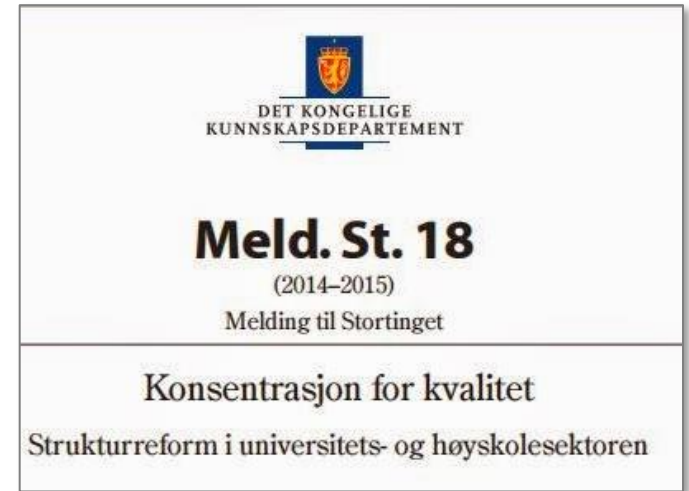 DET KONGELIGE
KUNNSKAPSDEPARTEMENT
Meld. St. 18
(2014–2015)
Melding til Stortinget
Konsentrasjon for kvalitet
Strukturreform i universitets- og høyskolesektoren